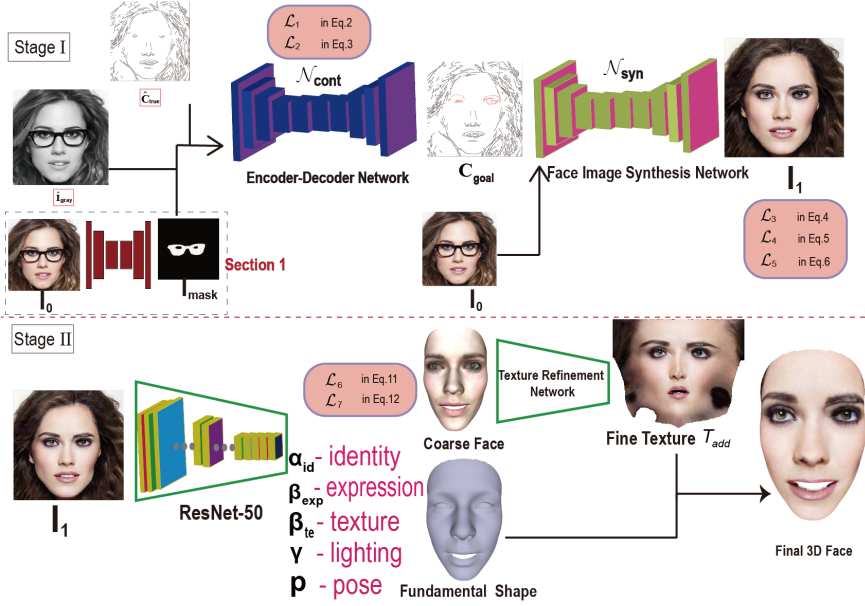 Stage I
ℒ1 in Eq.2
ℒ2 in Eq.3
𝒩cont
𝒩syn
Ĉtrue
îgray
Encoder-Decoder Network
Cgoal
Face Image Synthesis Network
I1
ℒ3 in Eq.4
ℒ4 in Eq.5
ℒ5 in Eq.6
I0
Imask
Section 1
I0
Stage II
ℒ6 in Eq.11
ℒ7 in Eq.12
Texture Refinement
Network
Coarse Face
Fine Texture Tadd
I1
ResNet-50
αid - identity
βexp - expression
βte - texture
γ - lighting
p - pose
Fundamental Shape
Final 3D Face